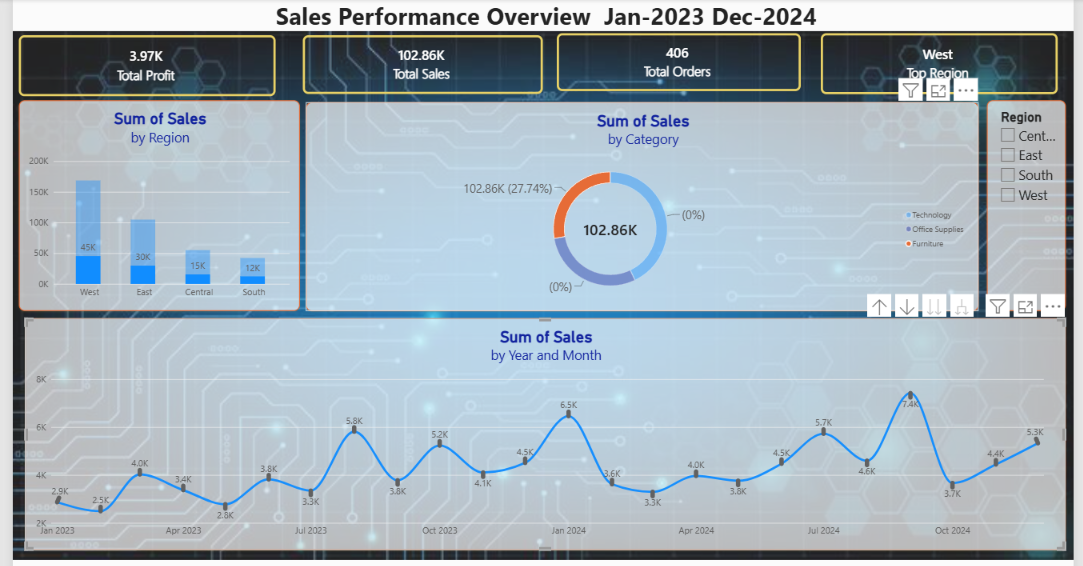 Sales Performance Overview  Jan-2023 Dec-2024
3.97K
Total Profit
102.86K
Total Sales
406
Total Orders
West
Top Region
Sum of Sales
by Region
200K
150K
100K
50K
0K
45K
30K
15K
12K
West East Central South
Sum of Sales
by Category
102.86K (27.74%)
(0%)
102.86K
(0%)
Technology
Office Supplies
Furniture
Region
Cent...
East
South
West
Sum of Sales
by Year and Month
8K
6K
4K
2K
2.9K 2.5K 4.0K 3.4K 2.8K 3.8K 3.3K 5.8K 3.8K 5.2K 4.1K 4.5K 6.5K 3.6K 3.3K 4.0K 3.8K 4.5K 5.7K 4.6K 7.4K 3.7K 4.4K 5.3K
Jan 2023 Apr 2023 Jul 2023 Oct 2023 Jan 2024 Apr 2024 Jul 2024 Oct 2024